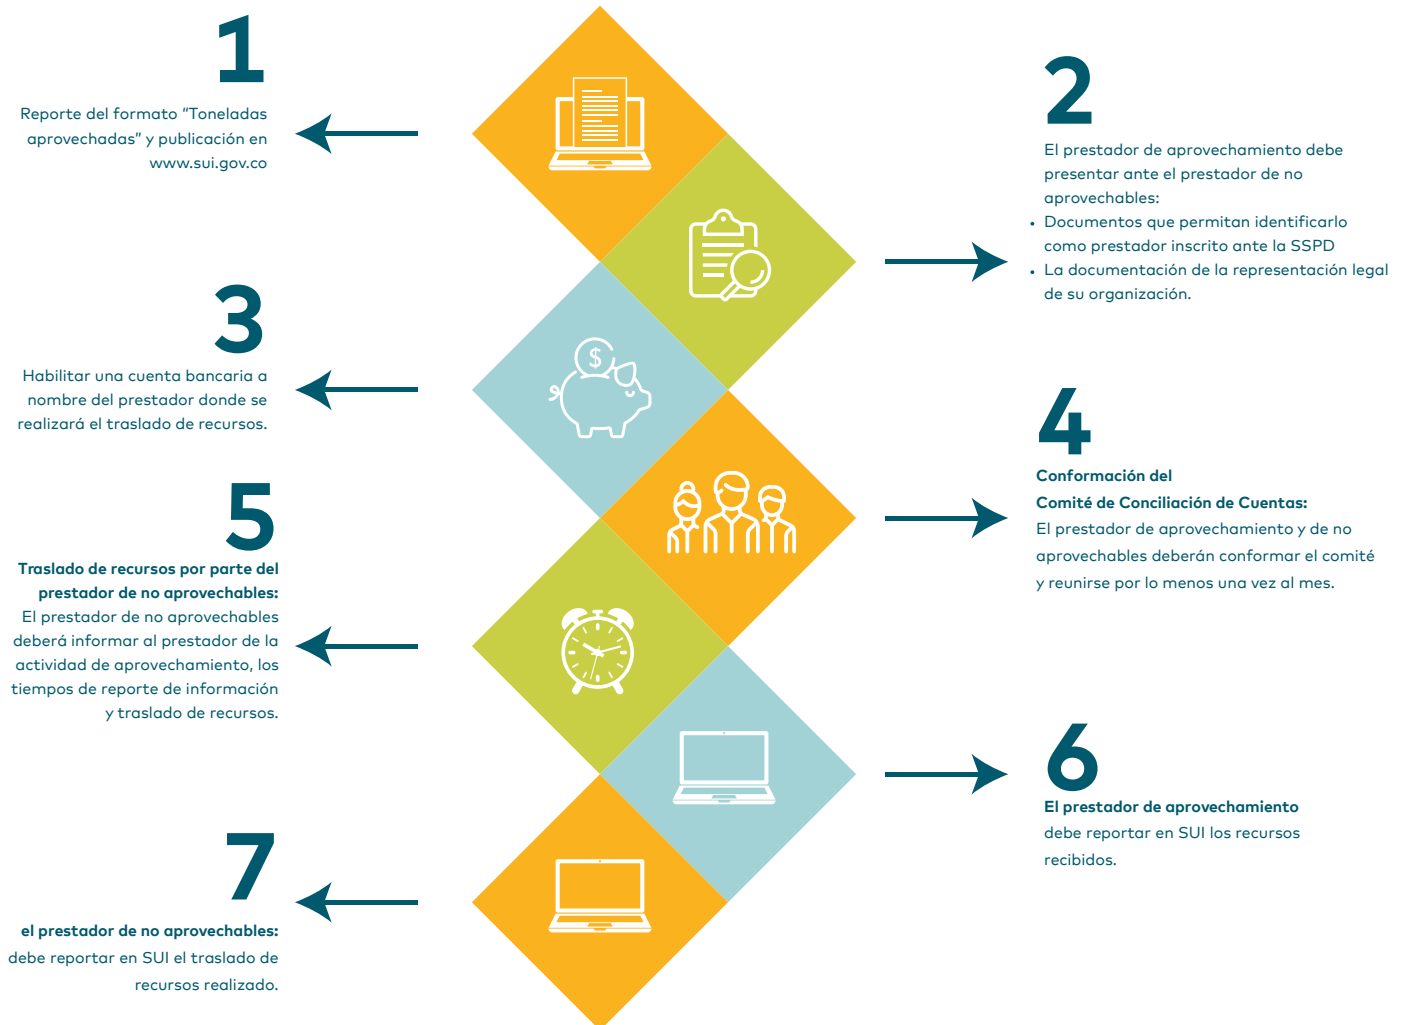 1
Reporte del formato “Toneladas
aprovechadas” y publicación en
www.sui.gov.co
2
El prestador de aprovechamiento debe
presentar ante el prestador de no
aprovechables:
• Documentos que permitan identificarlo
como prestador inscrito ante la SSPD
• La documentación de la representación legal
de su organización.
3
Habilitar una cuenta bancaria a
nombre del prestador donde se
realizará el traslado de recursos.
$
4
Conformación del
Comité de Conciliación de Cuentas:
El prestador de aprovechamiento y de no
aprovechables deberán conformar el comité
y reunirse por lo menos una vez al mes.
5
Traslado de recursos por parte del
prestador de no aprovechables:
El prestador de no aprovechables
deberá informar al prestador de la
actividad de aprovechamiento, los
tiempos de reporte de información
y traslado de recursos.
6
El prestador de aprovechamiento
debe reportar en SUI los recursos
recibidos.
7
el prestador de no aprovechables:
debe reportar en SUI el traslado de
recursos realizado.